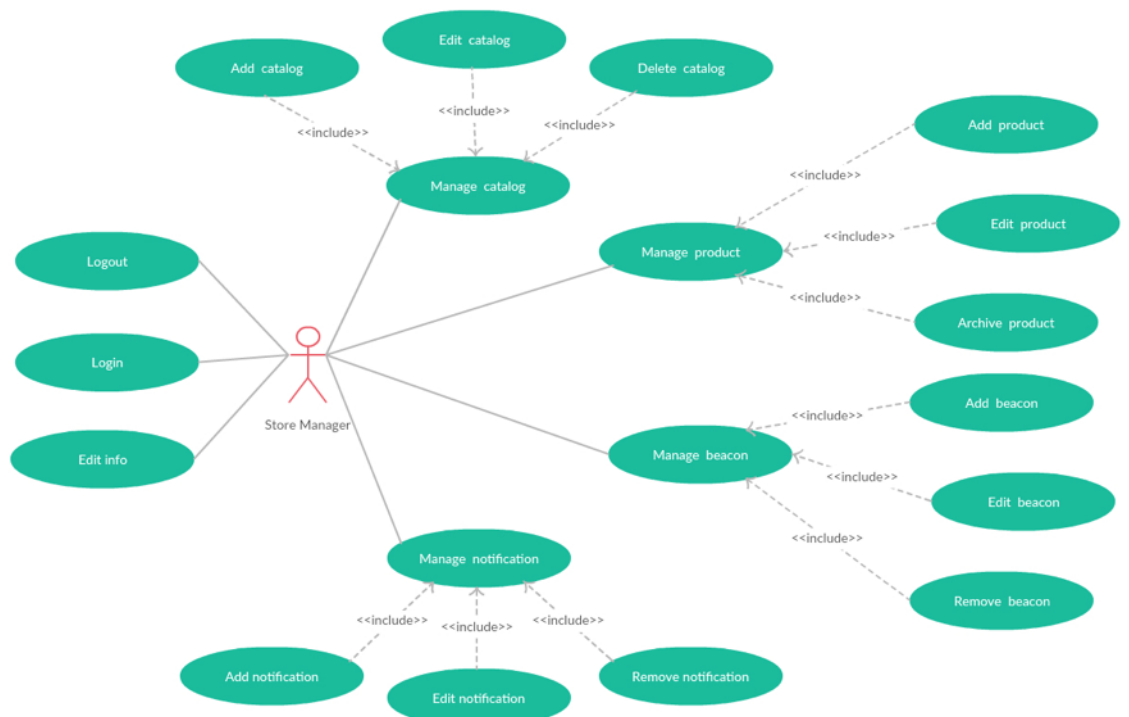 Edit catalog
Add catalog
Delete catalog
<<include>>
<<include>>
<<include>>
Manage catalog
Add product
<<include>>
Edit product
<<include>>
Manage product
<<include>>
Archive product
Logout
Login
Edit info
Store Manager
Add beacon
<<include>>
Manage beacon
<<include>>
Edit beacon
<<include>>
Remove beacon
Manage notification
<<include>>
<<include>>
<<include>>
Add notification
Edit notification
Remove notification